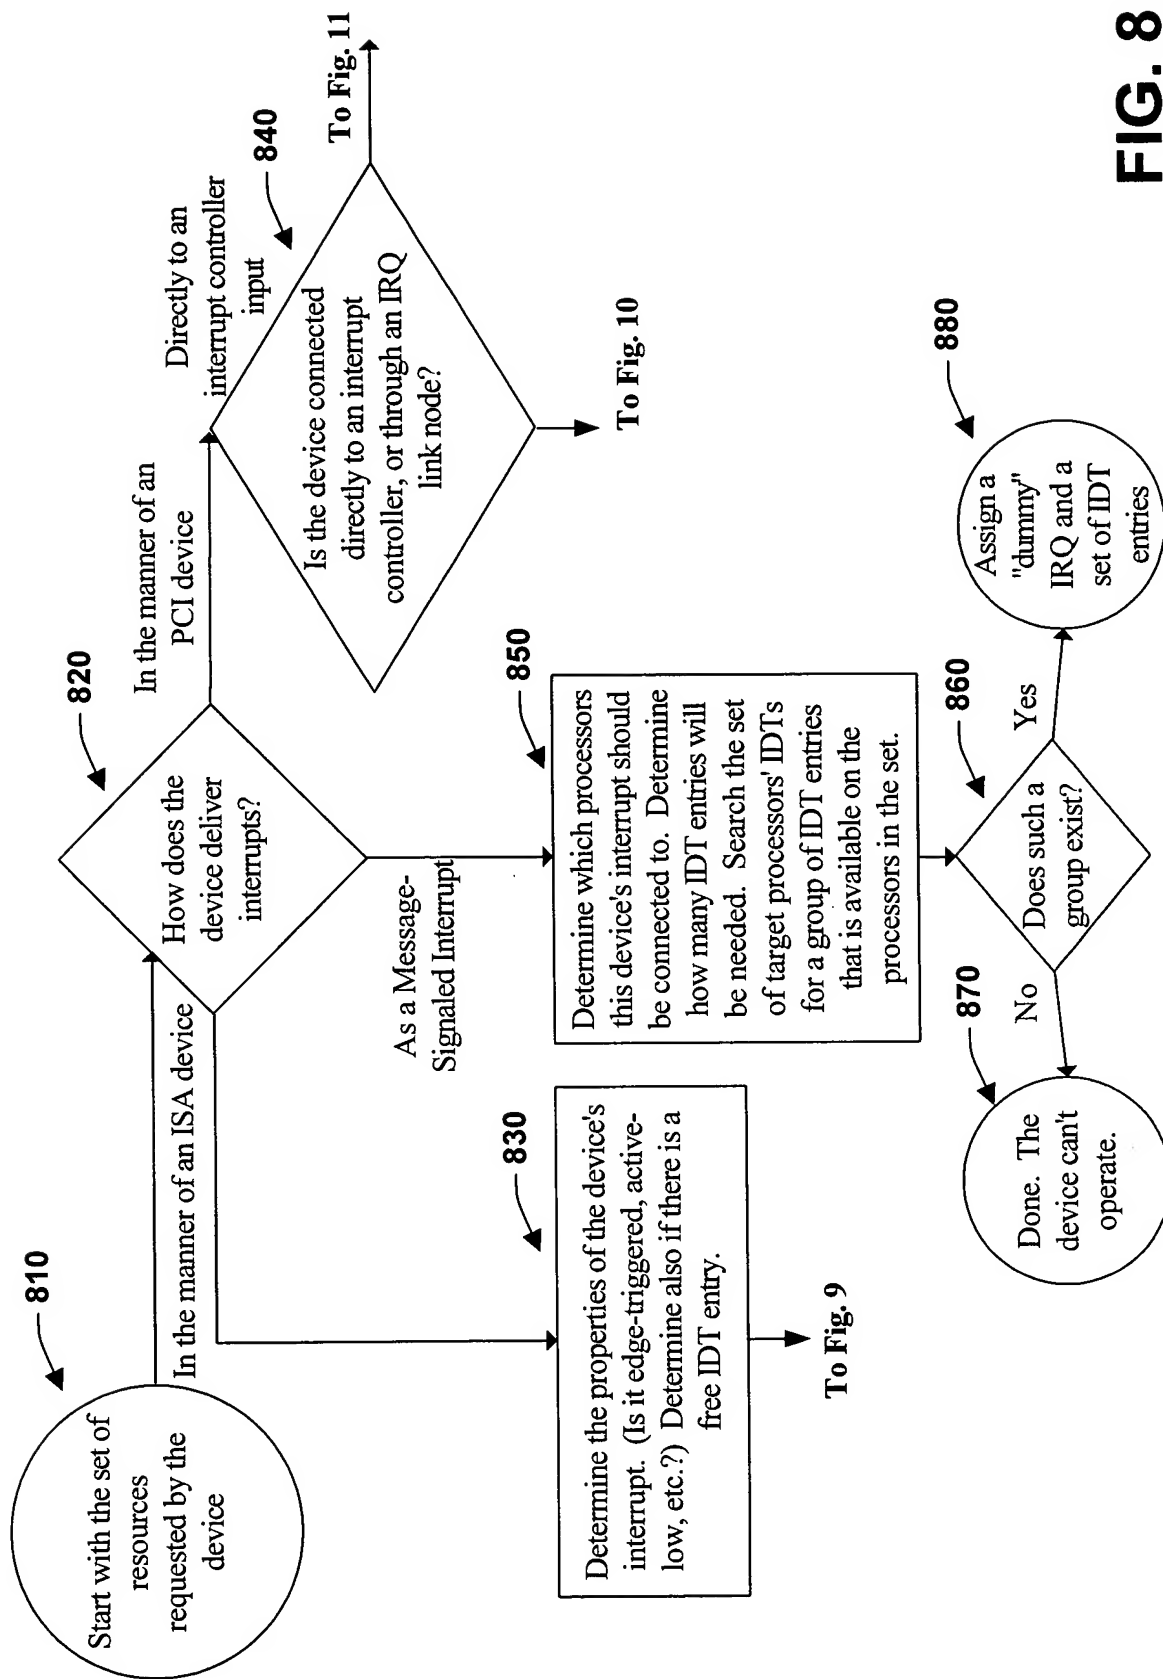 810
Start with the set of
resources
requested by the
device
In the manner of an ISA device
820
How does the
device deliver
interrupts?
In the manner of an
PCI device
As a Message-
Signaled Interrupt
Directly to an
interrupt controller
input
840
Is the device connected
directly to an interrupt
controller, or through an IRQ
link node?
To Fig. 11
To Fig. 10
830
Determine the properties of the device's
interrupt. (Is it edge-triggered, active-
low, etc.?) Determine also if there is a
free IDT entry.
To Fig. 9
850
Determine which processors
this device's interrupt should
be connected to. Determine
how many IDT entries will
be needed. Search the set
of target processors' IDTs
for a group of IDT entries
that is available on the
processors in the set.
860
Does such a
group exist?
No
Yes
870
Done. The
device can't
operate.
880
Assign a
"dummy"
IRQ and a
set of IDT
entries
FIG. 8